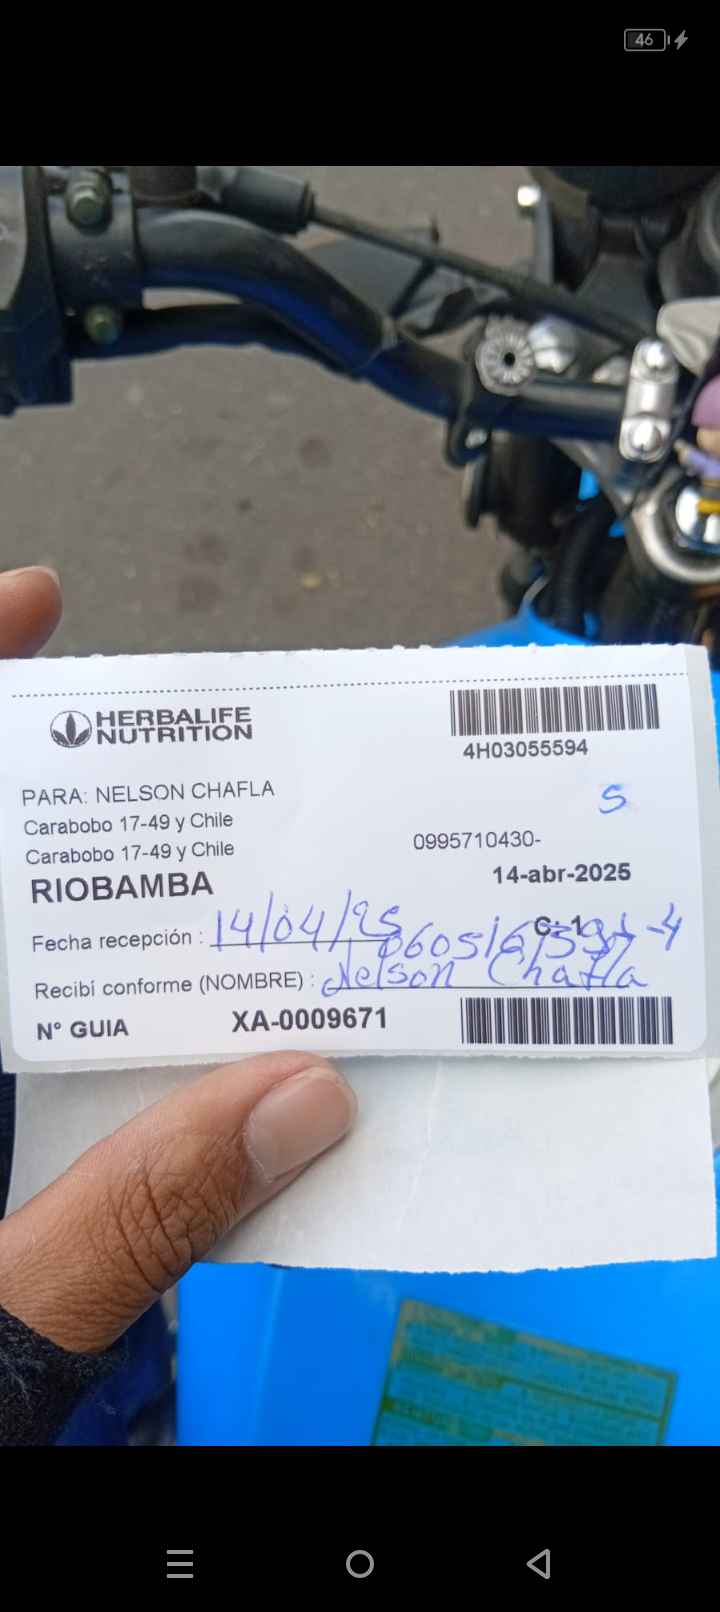 46
HERBALIFE
NUTRITION
4H03055594
PARA: NELSON CHAFLA
S
Carabobo 17-49 y Chile
0995710430-
Carabobo 17-49 y Chile
14-abr-2025
RIOBAMBA
C: 1
Fecha recepción : 14/04/25
Recibí conforme (NOMBRE) : Nelson Chafla
N° GUIA XA-0009671